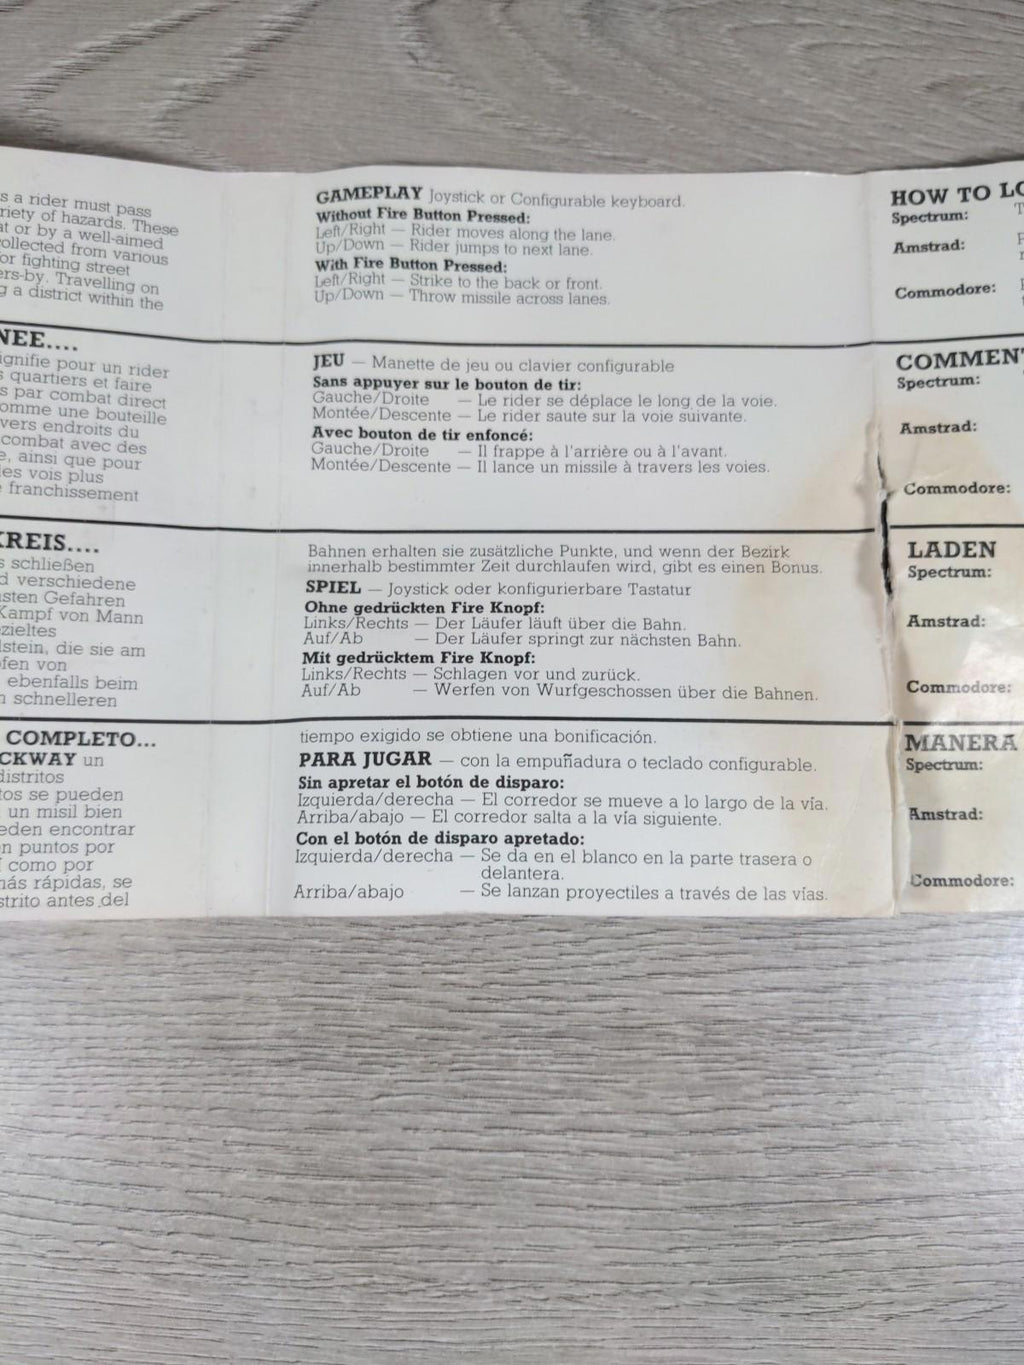 s a rider must pass
riety of hazards. These
at or by a well-aimed
ollected from various
or fighting street
ers-by. Travelling on
g a district within the
NEE....
ignifie pour un rider
s quartiers et faire
s par combat direct
omme une bouteille
vers endroits du
combat avec des
e, ainsi que pour
les vois plus
franchissement
KREIS....
s schließen
d verschiedene
sten Gefahren
Kampf von Mann
zieltes
lstein, die sie am
fen von
ebenfalls beim
n schnelleren
COMPLETO...
CKWAY un
distritos
tos se pueden
un misil bien
eden encontrar
n puntos por
como por
nás rápidas, se
strito antes del
GAMEPLAY Joystick or Configurable keyboard.
Without Fire Button Pressed:
Left/Right — Rider moves along the lane.
Up/Down — Rider jumps to next lane.
With Fire Button Pressed:
Left/Right — Strike to the back or front.
Up/Down — Throw missile across lanes.
JEU — Manette de jeu ou clavier configurable
Sans appuyer sur le bouton de tir:
Gauche/Droite — Le rider se déplace le long de la voie.
Montée/Descente — Le rider saute sur la voie suivante.
Avec bouton de tir enfoncé:
Gauche/Droite — Il frappe à l'arrière ou à l'avant.
Montée/Descente — Il lance un missile à travers les voies.
Bahnen erhalten sie zusätzliche Punkte, und wenn der Bezirk
innerhalb bestimmter Zeit durchlaufen wird, gibt es einen Bonus.
SPIEL — Joystick oder konfigurierbare Tastatur
Ohne gedrückten Fire Knopf:
Links/Rechts — Der Läufer läuft über die Bahn.
Auf/Ab — Der Läufer springt zur nächsten Bahn.
Mit gedrücktem Fire Knopf:
Links/Rechts — Schlagen vor und zurück.
Auf/Ab — Werfen von Wurfgeschossen über die Bahnen.
tiempo exigido se obtiene una bonificación.
PARA JUGAR — con la empuñadura o teclado configurable.
Sin apretar el botón de disparo:
Izquierda/derecha — El corredor se mueve a lo largo de la vía.
Arriba/abajo — El corredor salta a la vía siguiente.
Con el botón de disparo apretado:
Izquierda/derecha — Se da en el blanco en la parte trasera o
delantera.
Arriba/abajo — Se lanzan proyectiles a través de las vías.
HOW TO LO
Spectrum: T
Amstrad:
Commodore:
COMMENT
Spectrum:
Amstrad:
Commodore:
LADEN
Spectrum:
Amstrad:
Commodore:
MANERA
Spectrum:
Amstrad:
Commodore: